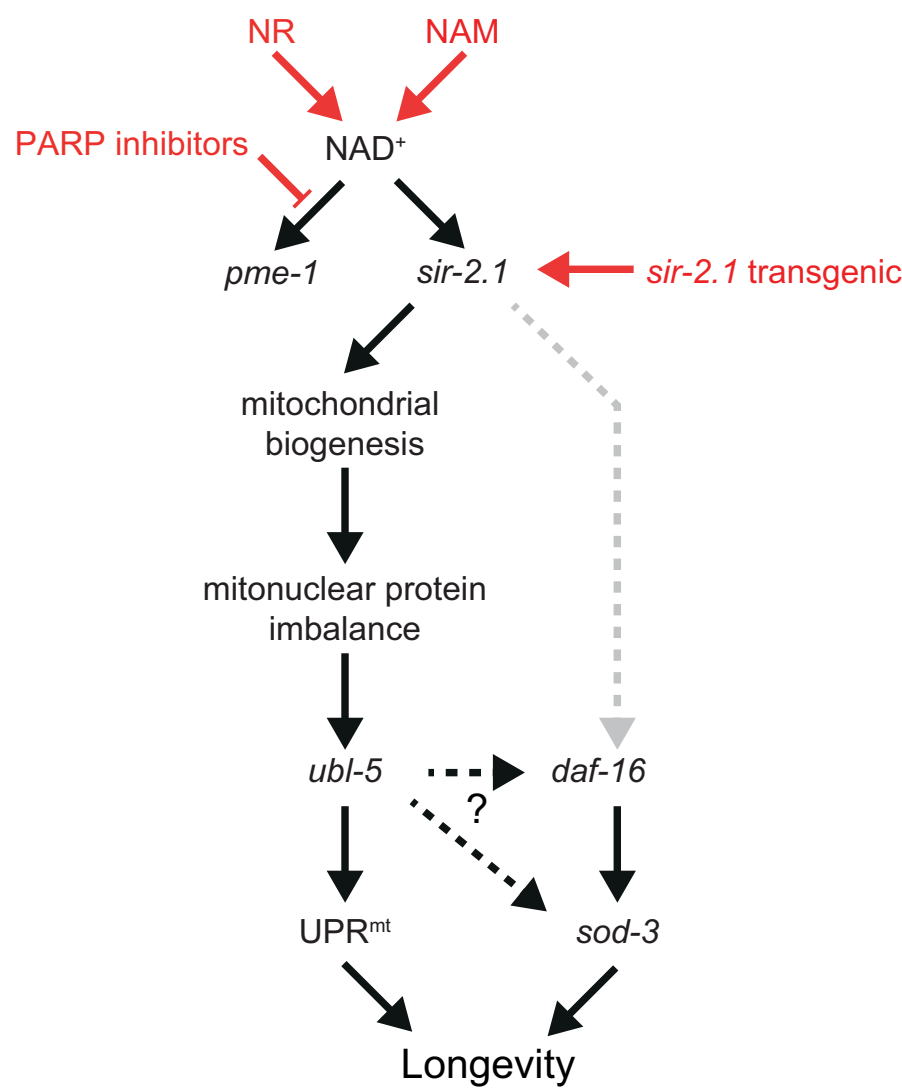 NR NAM
PARP inhibitors
NAD⁺
pme-1 sir-2.1 sir-2.1 transgenic
mitochondrial
biogenesis
mitonuclear protein
imbalance
ubl-5 daf-16
?
UPRᵐᵗ sod-3
Longevity